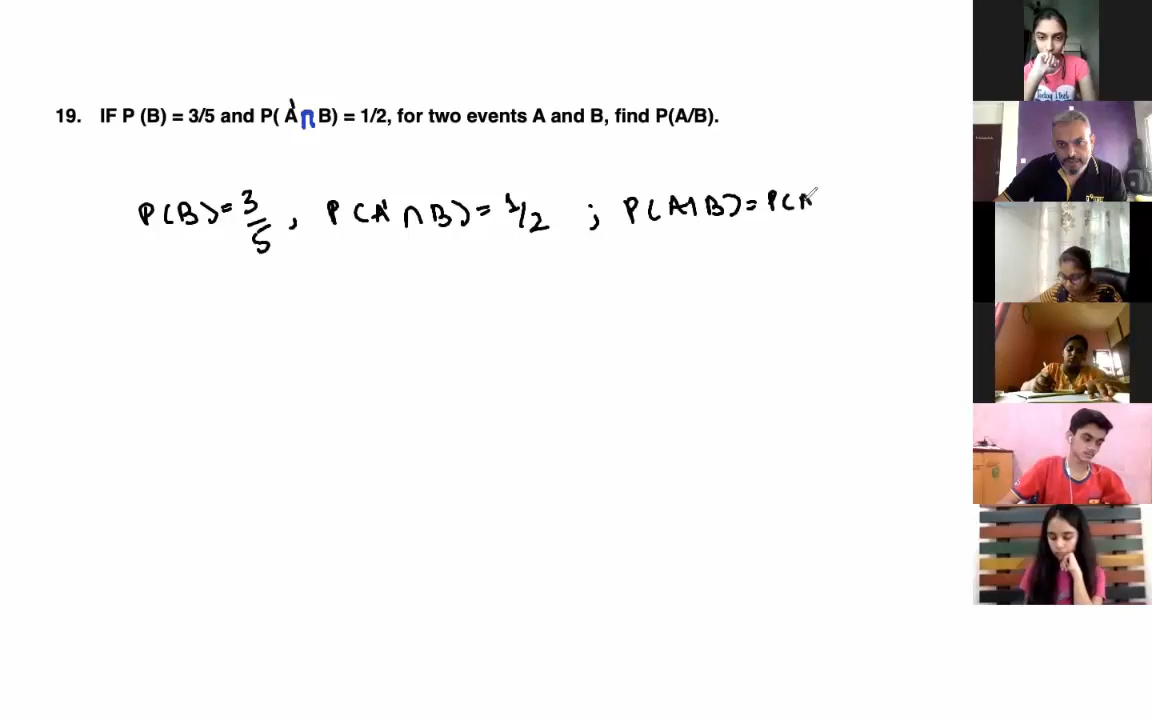 19. IF P (B) = 3/5 and P( A' ∩ B) = 1/2, for two events A and B, find P(A/B).
P(B) = 3/5 , P(A' ∩ B) = 1/2 ; P(A|B) = P(A